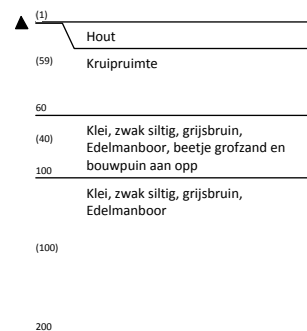 (1)
Hout
(59)
Kruipruimte
60
(40)
Klei, zwak siltig, grijsbruin,
Edelmanboor, beetje grofzand en
bouwpuin aan opp
100
Klei, zwak siltig, grijsbruin,
Edelmanboor
(100)
200